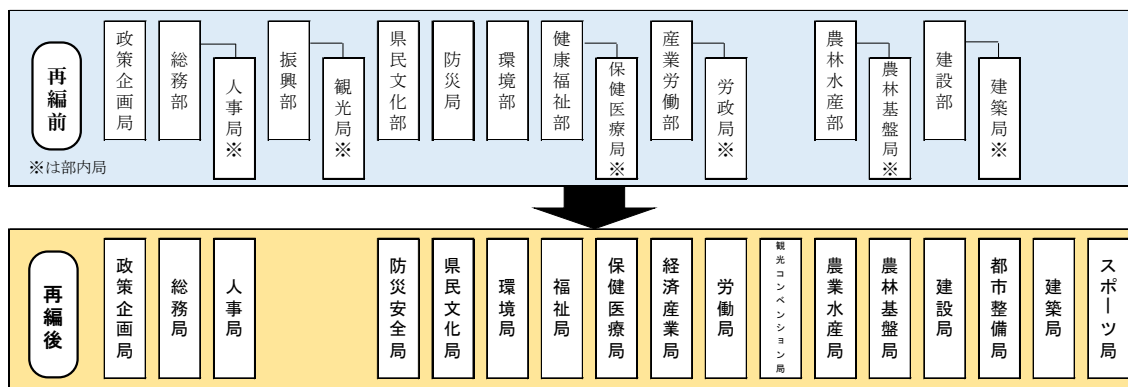 再編前
政策企画局
総務部
人事局※
振興部
観光局※
県民文化部
防災局
環境部
健康福祉部
保健医療局※
産業労働部
労政局※
農林水産部
農林基盤局※
建設部
建築局※
※は部内局
再編後
政策企画局
総務局
人事局
防災安全局
県民文化局
環境局
福祉局
保健医療局
経済産業局
労働局
観光コンベンション局
農業水産局
農林基盤局
建設局
都市整備局
建築局
スポーツ局